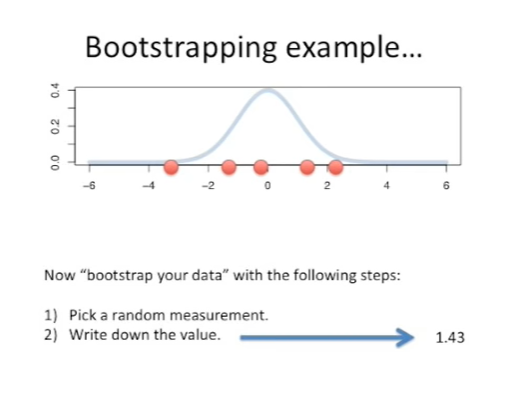 Bootstrapping example...
0.4
0.2
0.0
-6 -4 -2 0 2 4 6
Now “bootstrap your data” with the following steps:
1) Pick a random measurement.
2) Write down the value. 1.43